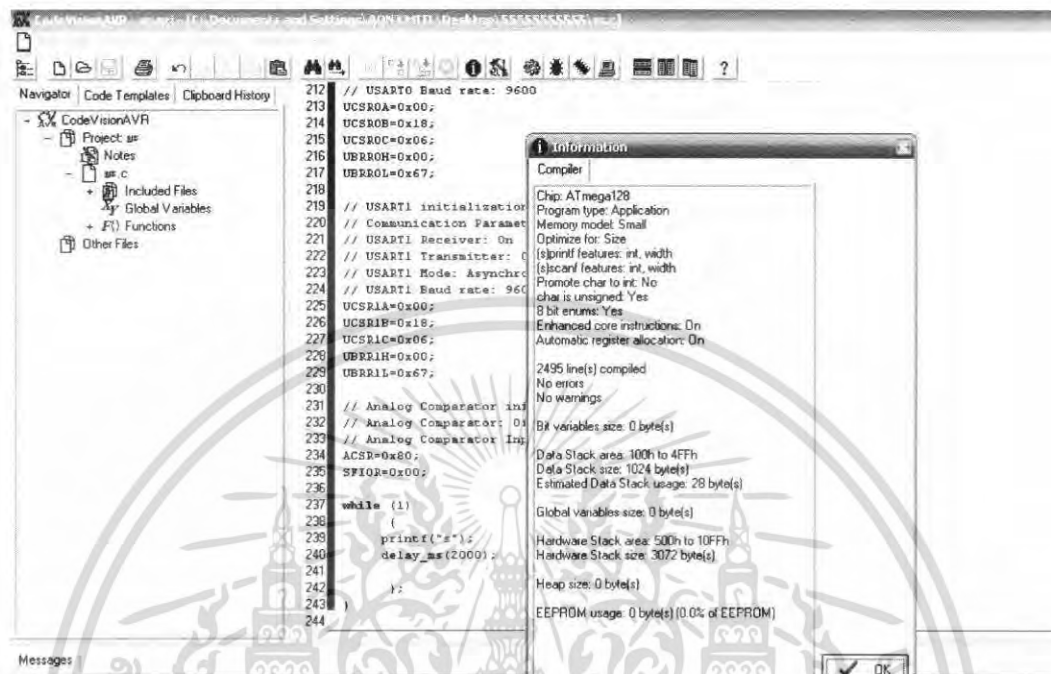 Navigator Code Templates Clipboard History
CodeVisionAVR
Project:
Notes
.c
Included Files
Global Variables
Functions
Other Files
212 // USART0 Baud rate: 9600
213 UCSR0A=0x00;
214 UCSR0B=0x18;
215 UCSR0C=0x06;
216 UBRR0H=0x00;
217 UBRR0L=0x67;
218
219 // USART1 initialization
220 // Communication Paramet
221 // USART1 Receiver: On
222 // USART1 Transmitter: O
223 // USART1 Mode: Asynchro
224 // USART1 Baud rate: 960
225 UCSR1A=0x00;
226 UCSR1B=0x18;
227 UCSR1C=0x06;
228 UBRR1H=0x00;
229 UBRR1L=0x67;
230
231 // Analog Comparator ini
232 // Analog Comparator: Of
233 // Analog Comparator Inp
234 ACSR=0x80;
235 SFIOR=0x00;
236
237 while (1)
238 {
239 printf("s");
240 delay_ms(2000);
241
242 };
243 }
244
Information
Compiler
Chip: ATmega128
Program type: Application
Memory model: Small
Optimize for: Size
(s)printf features: int, width
(s)scanf features: int, width
Promote char to int: No
char is unsigned: Yes
8 bit enums: Yes
Enhanced core instructions: On
Automatic register allocation: On
2495 line(s) compiled
No errors
No warnings
Bit variables size: 0 byte(s)
Data Stack area: 100h to 4FFh
Data Stack size: 1024 byte(s)
Estimated Data Stack usage: 28 byte(s)
Global variables size: 0 byte(s)
Hardware Stack area: 500h to 10FFh
Hardware Stack size: 3072 byte(s)
Heap size: 0 byte(s)
EEPROM usage: 0 byte(s) (0.0% of EEPROM)
OK
Messages